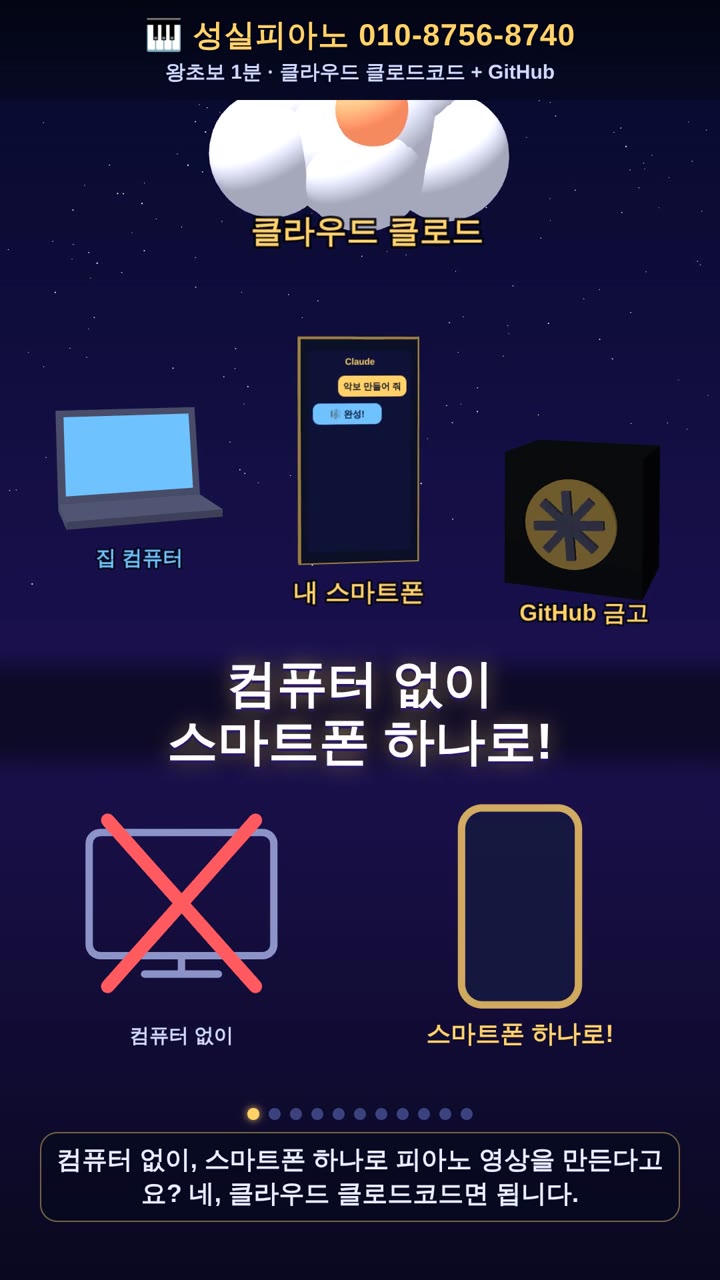 🎹 성실피아노 010-8756-8740
왕초보 1분 · 클라우드 클로드코드 + GitHub
클라우드 클로드
Claude
악보 만들어 줘
🎼 완성!
집 컴퓨터
내 스마트폰
GitHub 금고
컴퓨터 없이
스마트폰 하나로!
컴퓨터 없이
스마트폰 하나로!
컴퓨터 없이, 스마트폰 하나로 피아노 영상을 만든다고
요? 네, 클라우드 클로드코드면 됩니다.